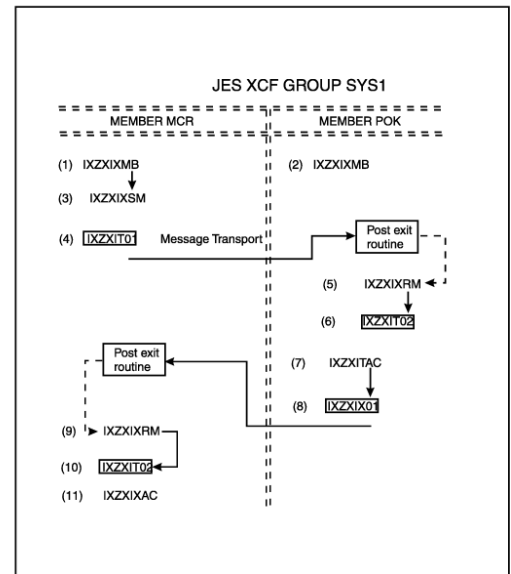 JES XCF GROUP SYS1
MEMBER MCR MEMBER POK
(1) IXZXIXMB (2) IXZXIXMB
(3) IXZXIXSM
(4) IXZXIT01 Message Transport
Post exit
routine
(5) IXZXIXRM
(6) IXZXIT02
Post exit
routine
(7) IXZXITAC
(8) IXZXIX01
(9) IXZXIXRM
(10) IXZXIT02
(11) IXZXIXAC